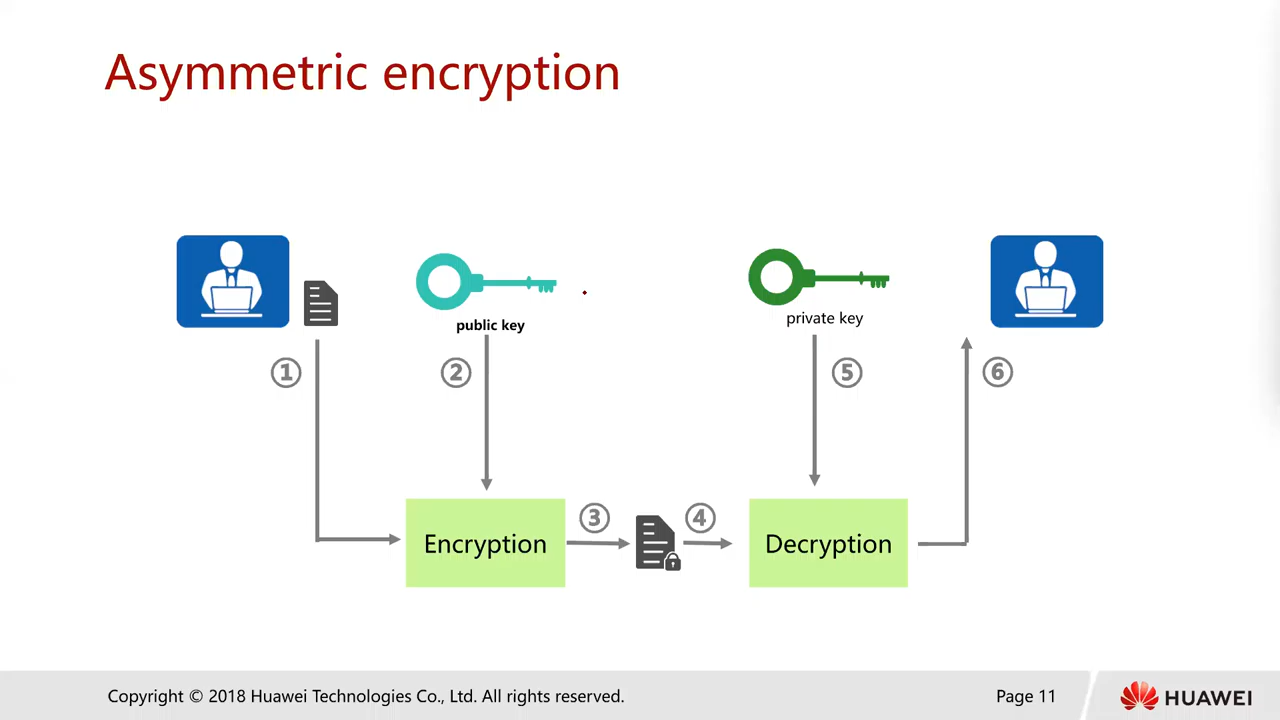 Asymmetric encryption
public key
private key
①
②
⑤
⑥
Encryption
③
④
Decryption
Copyright © 2018 Huawei Technologies Co., Ltd. All rights reserved.
Page 11
HUAWEI